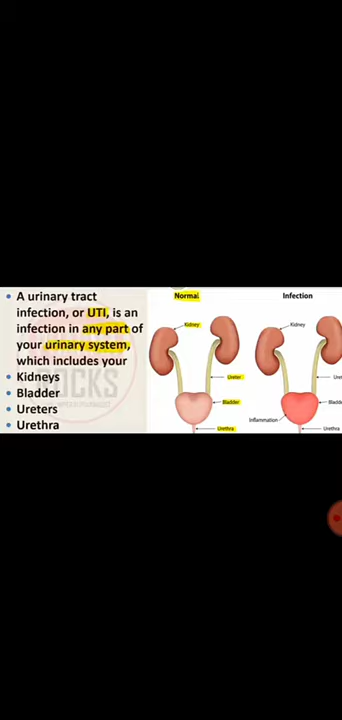 • A urinary tract
infection, or UTI, is an
infection in any part of
your urinary system,
which includes your
• Kidneys
• Bladder
• Ureters
• Urethra
Normal
Kidney
Ureter
Bladder
Urethra
Infection
Kidney
Inflammation
Urethra